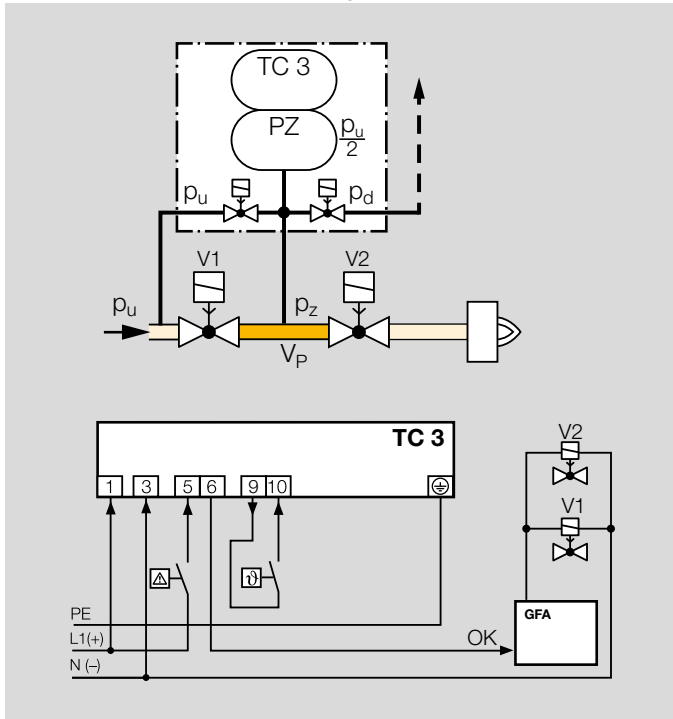 TC 3
PZ
pu/2
pu
pd
V1
V2
pu
pz
VP
TC 3
1 3 5 6 9 10
V2
V1
ϑ
PE
GFA
L1(+)
OK
N (–)